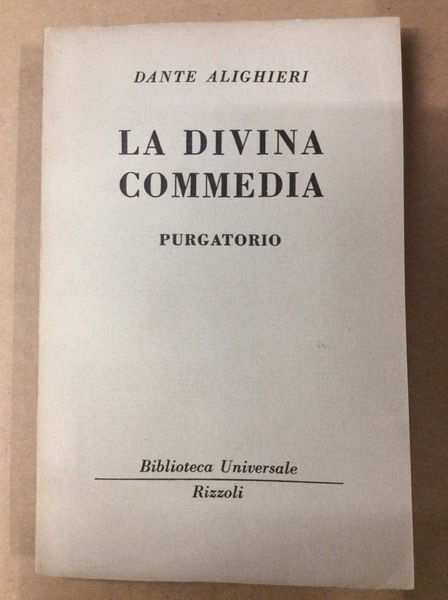 DANTE ALIGHIERI
LA DIVINA
COMMEDIA
PURGATORIO
Biblioteca Universale
Rizzoli